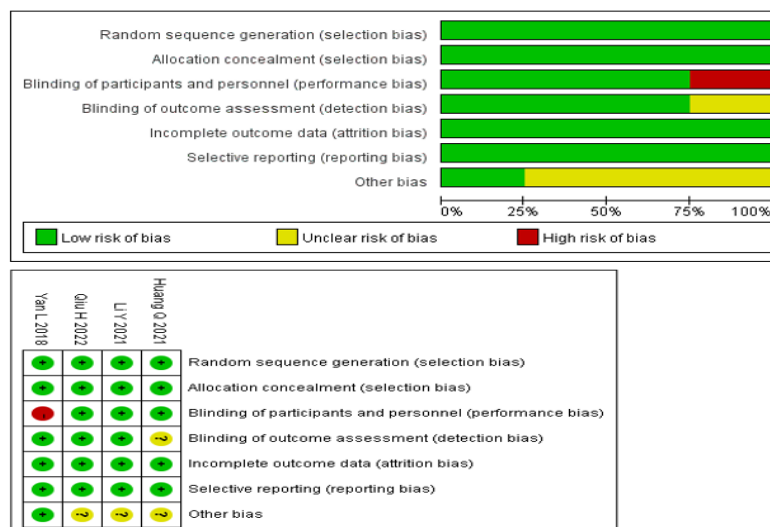 Random sequence generation (selection bias)
Allocation concealment (selection bias)
Blinding of participants and personnel (performance bias)
Blinding of outcome assessment (detection bias)
Incomplete outcome data (attrition bias)
Selective reporting (reporting bias)
Other bias
0% 25% 50% 75% 100%
Low risk of bias Unclear risk of bias High risk of bias
Yan L 2018 Qiu H 2022 Li Y 2021 Huang Q 2021
+ + + + Random sequence generation (selection bias)
+ + + + Allocation concealment (selection bias)
- + + + Blinding of participants and personnel (performance bias)
+ + + ? Blinding of outcome assessment (detection bias)
+ + + + Incomplete outcome data (attrition bias)
+ + + + Selective reporting (reporting bias)
+ ? ? ? Other bias